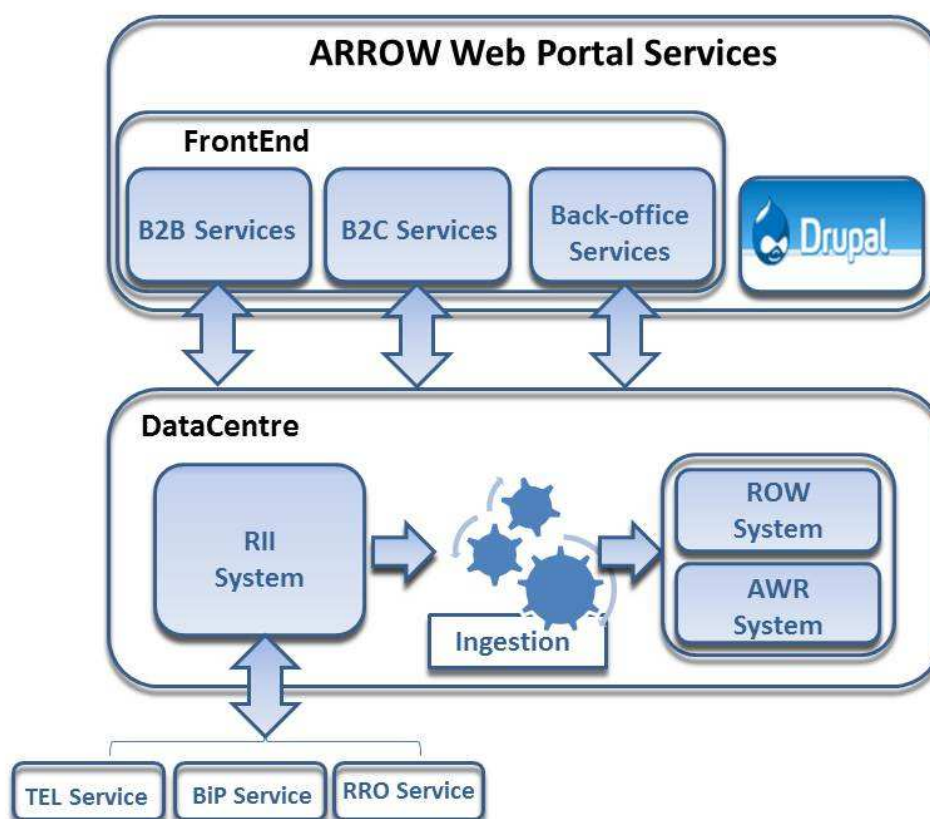 ARROW Web Portal Services
FrontEnd
B2B Services
B2C Services
Back-office
Services
Drupal
DataCentre
RII
System
Ingestion
ROW
System
AWR
System
TEL Service
BiP Service
RRO Service